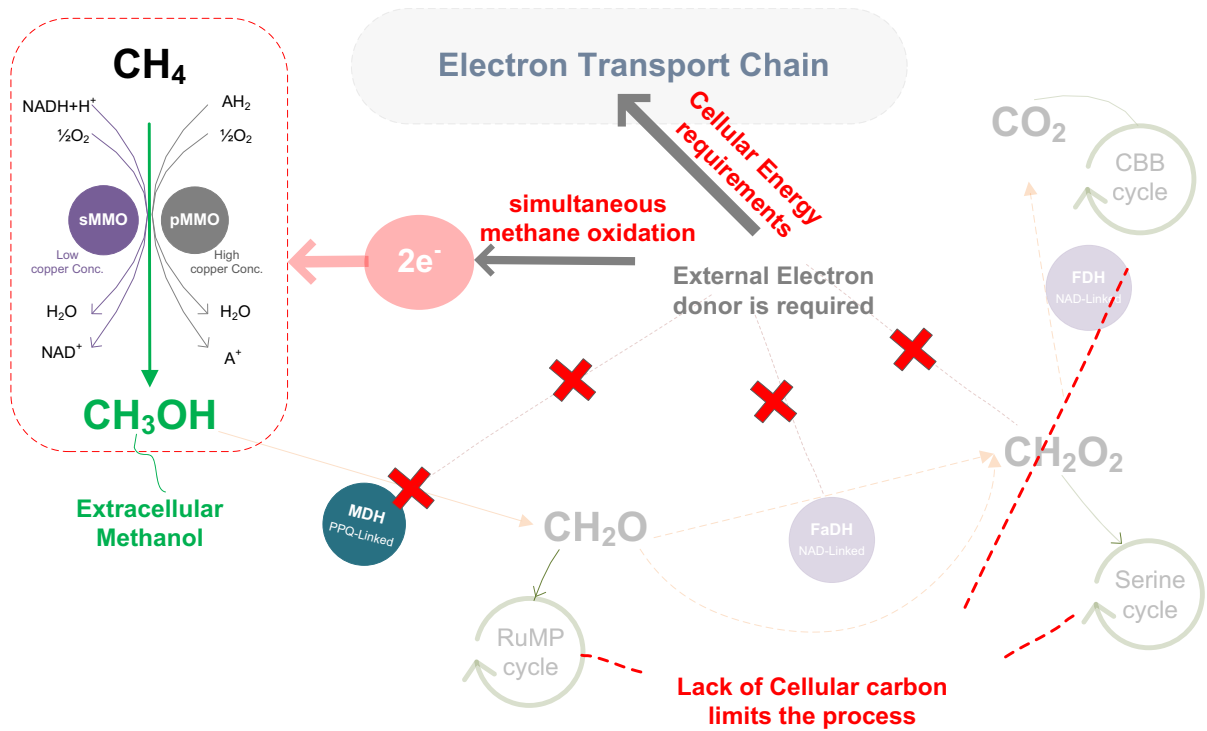 CH₄
NADH+H⁺
AH₂
½O₂
½O₂
sMMO
pMMO
Low
copper Conc.
High
copper Conc.
H₂O
H₂O
NAD⁺
A⁺
CH₃OH
Extracellular
Methanol
Electron Transport Chain
Cellular Energy
requirements
simultaneous
methane oxidation
2e⁻
External Electron
donor is required
CO₂
CBB
cycle
FDH
NAD-Linked
CH₂O₂
MDH
PPQ-Linked
CH₂O
FaDH
NAD-Linked
RuMP
cycle
Serine
cycle
Lack of Cellular carbon
limits the process